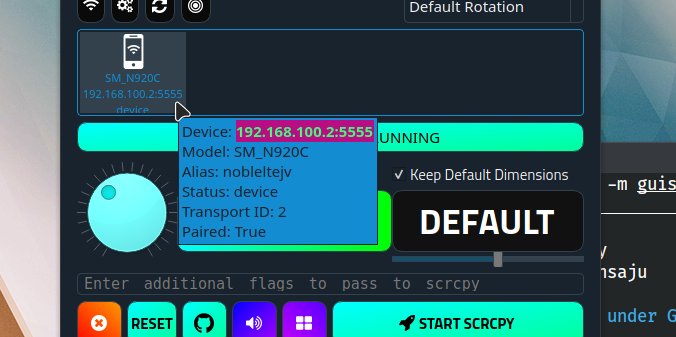 Default Rotation
SM_N920C
192.168.100.2:5555
device
Device: 192.168.100.2:5555
Model: SM_N920C
Alias: nobleltejv
Status: device
Transport ID: 2
Paired: True
UNNING
✓ Keep Default Dimensions
DEFAULT
Enter additional flags to pass to scrcpy
RESET
START SCRCPY
-m guis
y
nsaju
under G